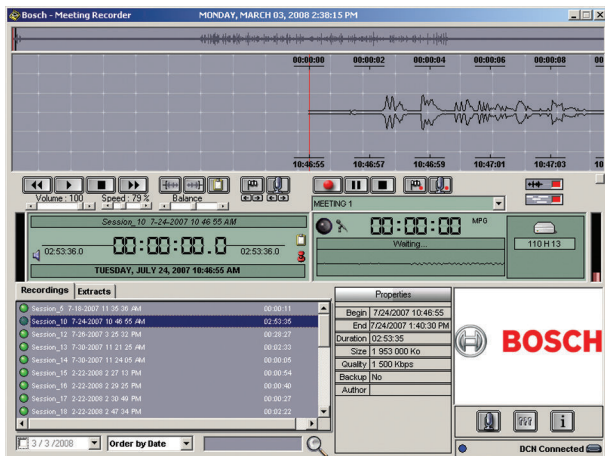 Bosch - Meeting Recorder MONDAY, MARCH 03, 2008 2:38:15 PM
00:00:00 00:00:02 00:00:04 00:00:06 00:00:08 00
10:46:55 10:46:57 10:46:59 10:47:01 10:47:03 10
Volume : 100 Speed : 79 % Balance
MEETING 1
Session_10 7-24-2007 10 46 55 AM
02:53:36.0 00:00:00.0 02:53:36.0
TUESDAY, JULY 24, 2007 10:46:55 AM
00:00:00 MPG
Waiting...
110 H 13
Recordings Extracts
Session_5 7-18-2007 11 35 36 AM 00:00:11
Session_10 7-24-2007 10 46 55 AM 02:53:35
Session_12 7-26-2007 3 25 32 PM 00:20:27
Session_13 7-30-2007 11 21 25 AM 00:02:33
Session_14 7-30-2007 11 24 05 AM 00:00:05
Session_15 2-22-2008 2 27 13 PM 00:00:54
Session_16 2-22-2008 2 29 25 PM 00:00:40
Session_17 2-22-2008 2 30 49 PM 00:00:27
Session_18 2-22-2008 2 47 34 PM 00:02:22
3 / 3 /2008 Order by Date
Properties
Begin 7/24/2007 10:46:55
End 7/24/2007 1:40:30 PM
Duration 02:53:35
Size 1 953 000 Ko
Quality 1 500 Kbps
Backup No
Author
BOSCH
DCN Connected